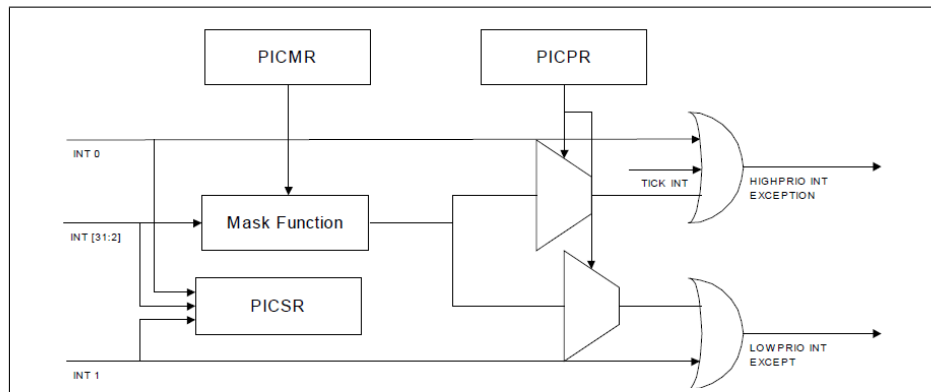 PICMR
PICPR
INT 0
TICK INT
HIGHPRIO INT
EXCEPTION
Mask Function
INT [31:2]
PICSR
LOWPRIO INT
EXCEPT
INT 1